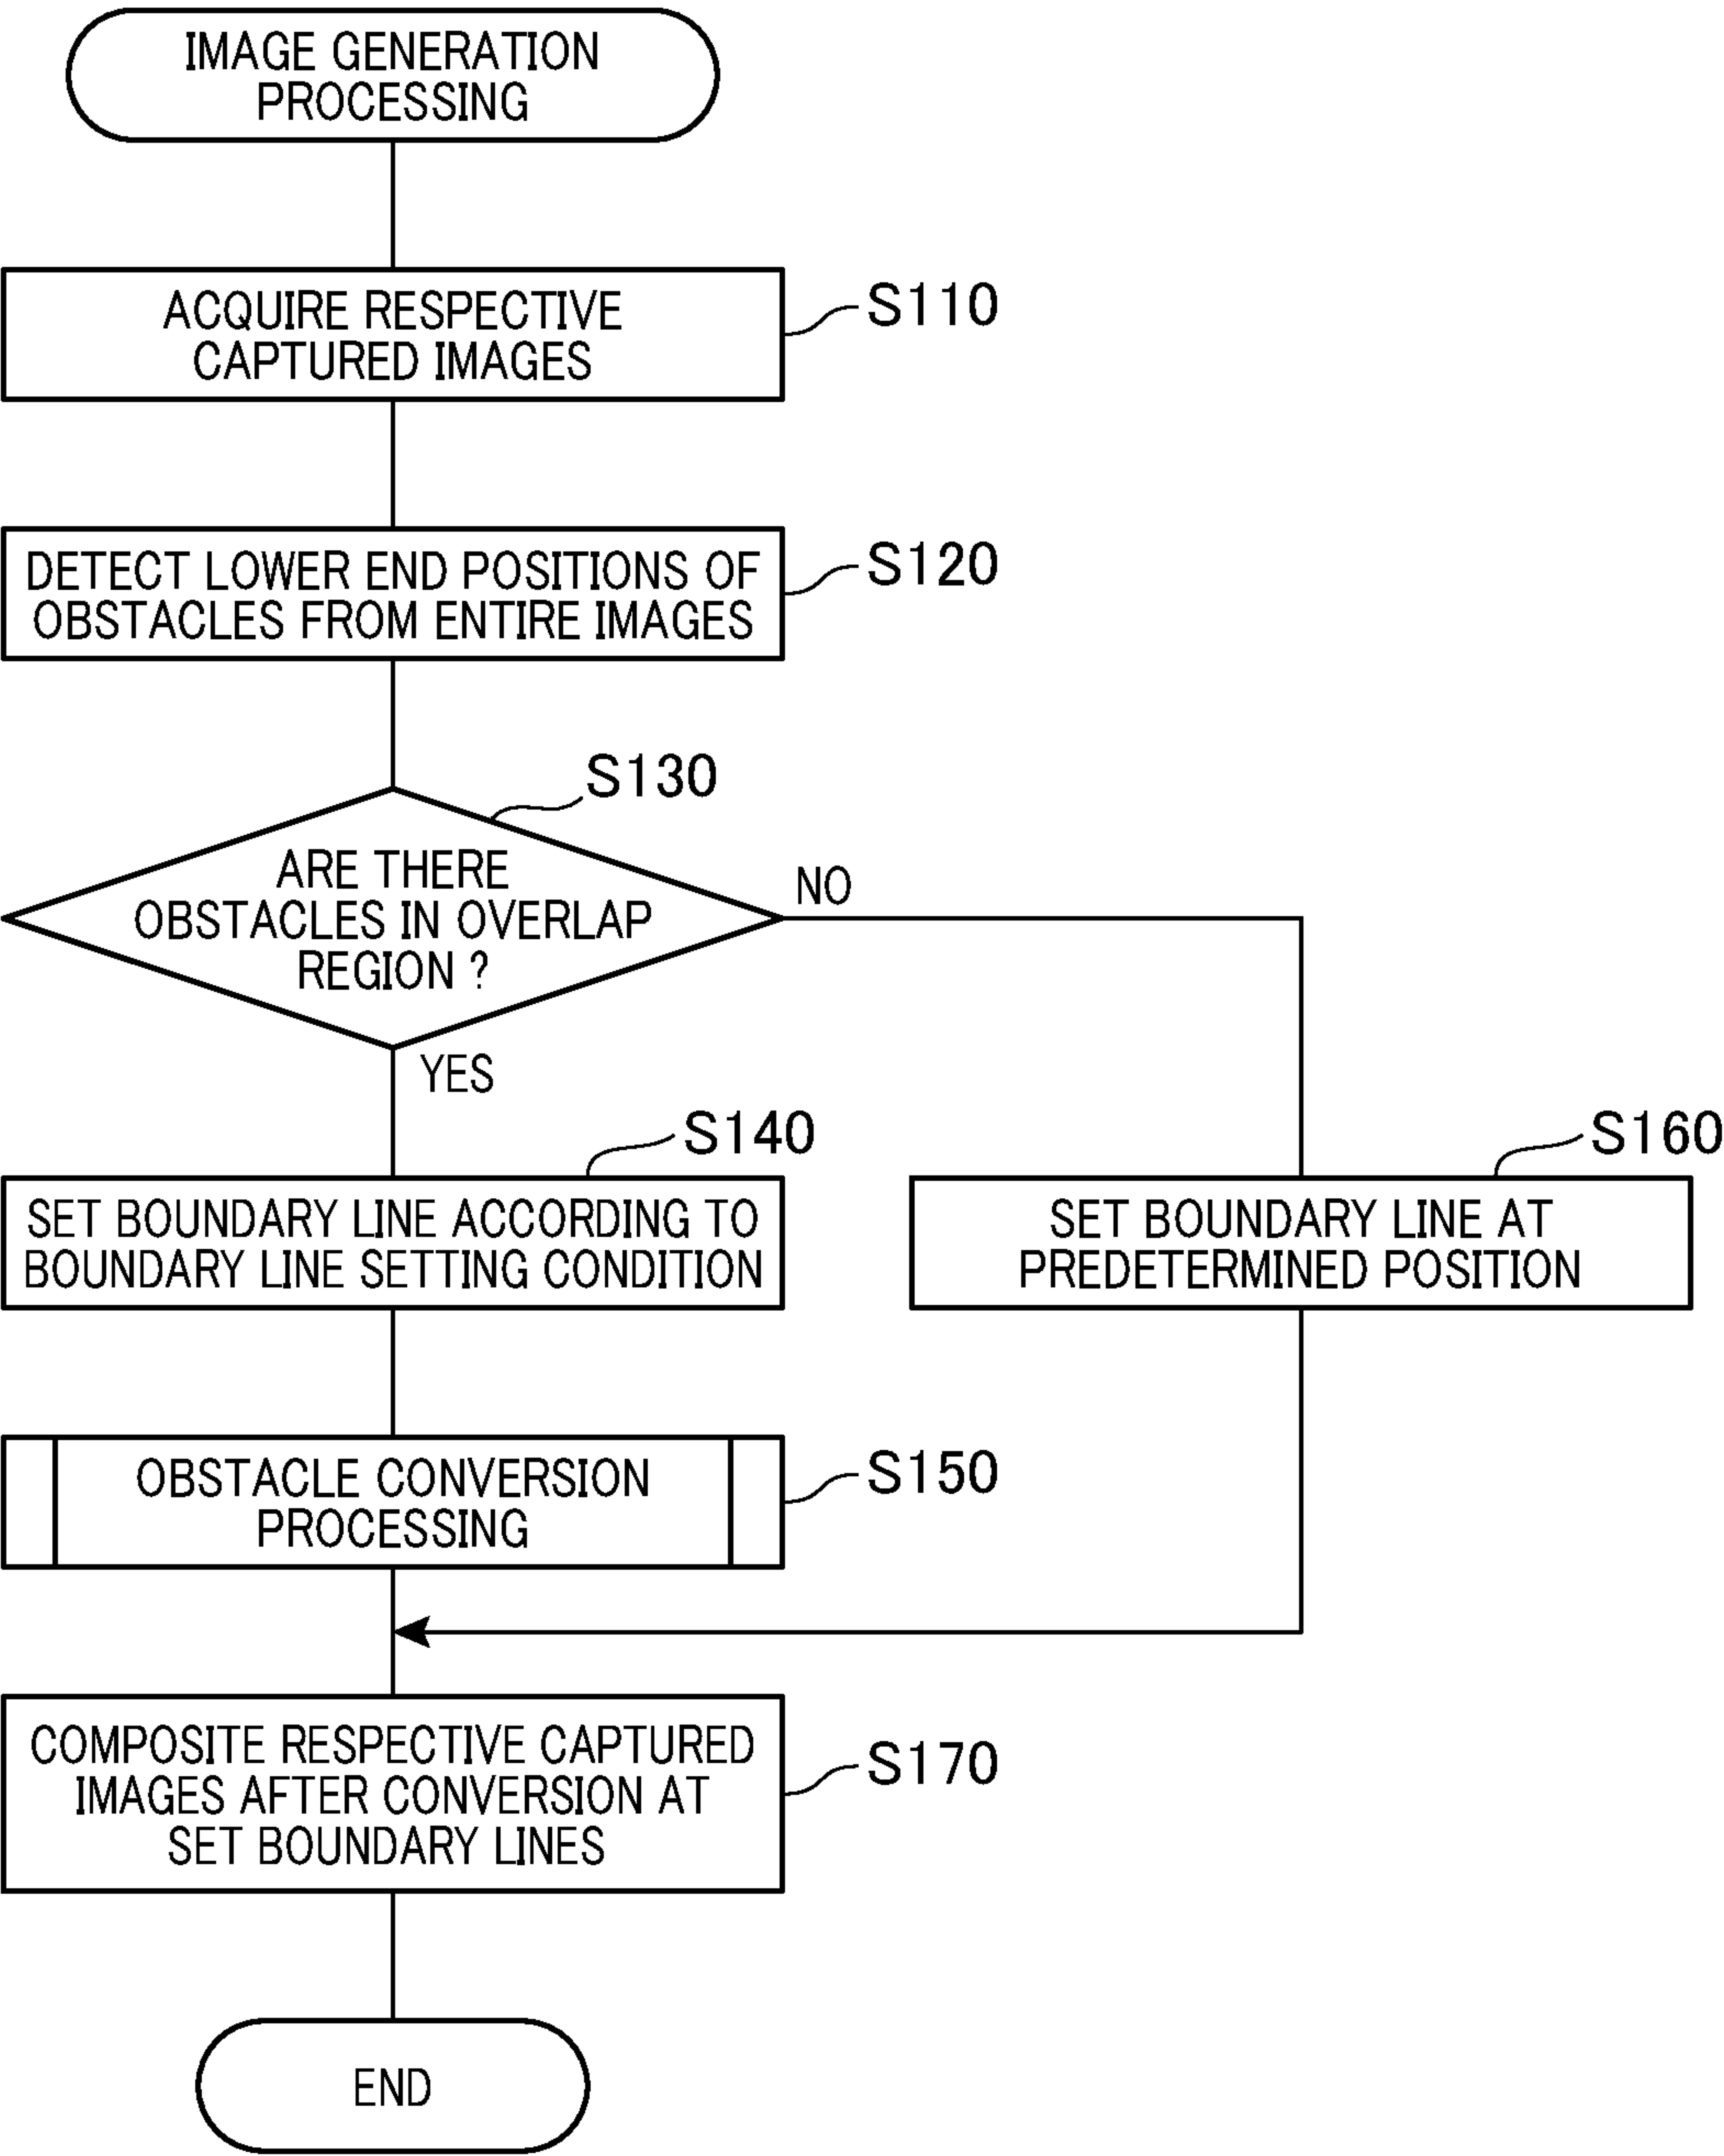 IMAGE GENERATION
PROCESSING
ACQUIRE RESPECTIVE
CAPTURED IMAGES
S110
DETECT LOWER END POSITIONS OF
OBSTACLES FROM ENTIRE IMAGES
S120
S130
ARE THERE
OBSTACLES IN OVERLAP
REGION ?
NO
YES
S140
SET BOUNDARY LINE ACCORDING TO
BOUNDARY LINE SETTING CONDITION
S160
SET BOUNDARY LINE AT
PREDETERMINED POSITION
OBSTACLE CONVERSION
PROCESSING
S150
COMPOSITE RESPECTIVE CAPTURED
IMAGES AFTER CONVERSION AT
SET BOUNDARY LINES
S170
END